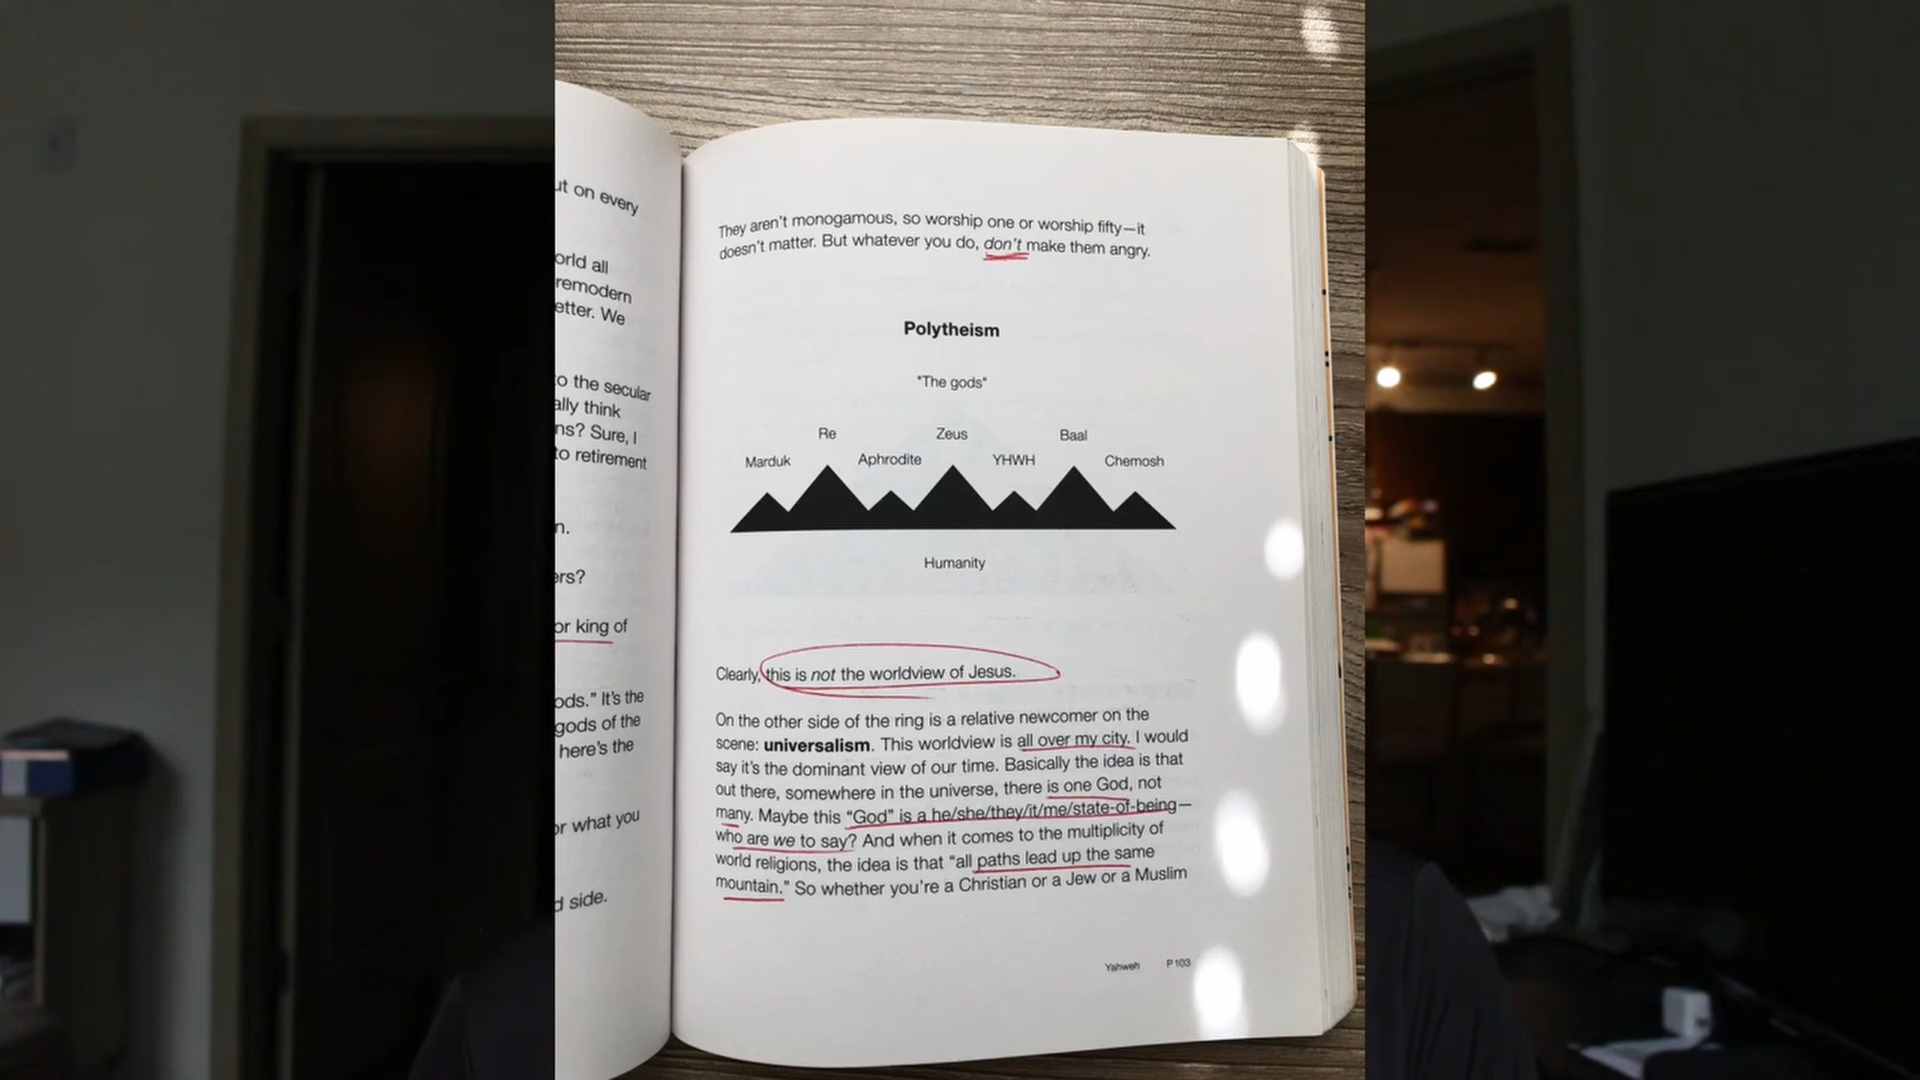 ut on every
orld all
remodern
etter. We
o the secular
ally think
ns? Sure, I
to retirement
n.
ers?
or king of
ods." It's the
gods of the
here's the
or what you
d side.
They aren't monogamous, so worship one or worship fifty—it
doesn't matter. But whatever you do, don't make them angry.
Polytheism
"The gods"
Re Zeus Baal
Marduk Aphrodite YHWH Chemosh
Humanity
Clearly, this is not the worldview of Jesus.
On the other side of the ring is a relative newcomer on the
scene: universalism. This worldview is all over my city. I would
say it's the dominant view of our time. Basically the idea is that
out there, somewhere in the universe, there is one God, not
many. Maybe this "God" is a he/she/they/it/me/state-of-being—
who are we to say? And when it comes to the multiplicity of
world religions, the idea is that "all paths lead up the same
mountain." So whether you're a Christian or a Jew or a Muslim
Yahweh P 103